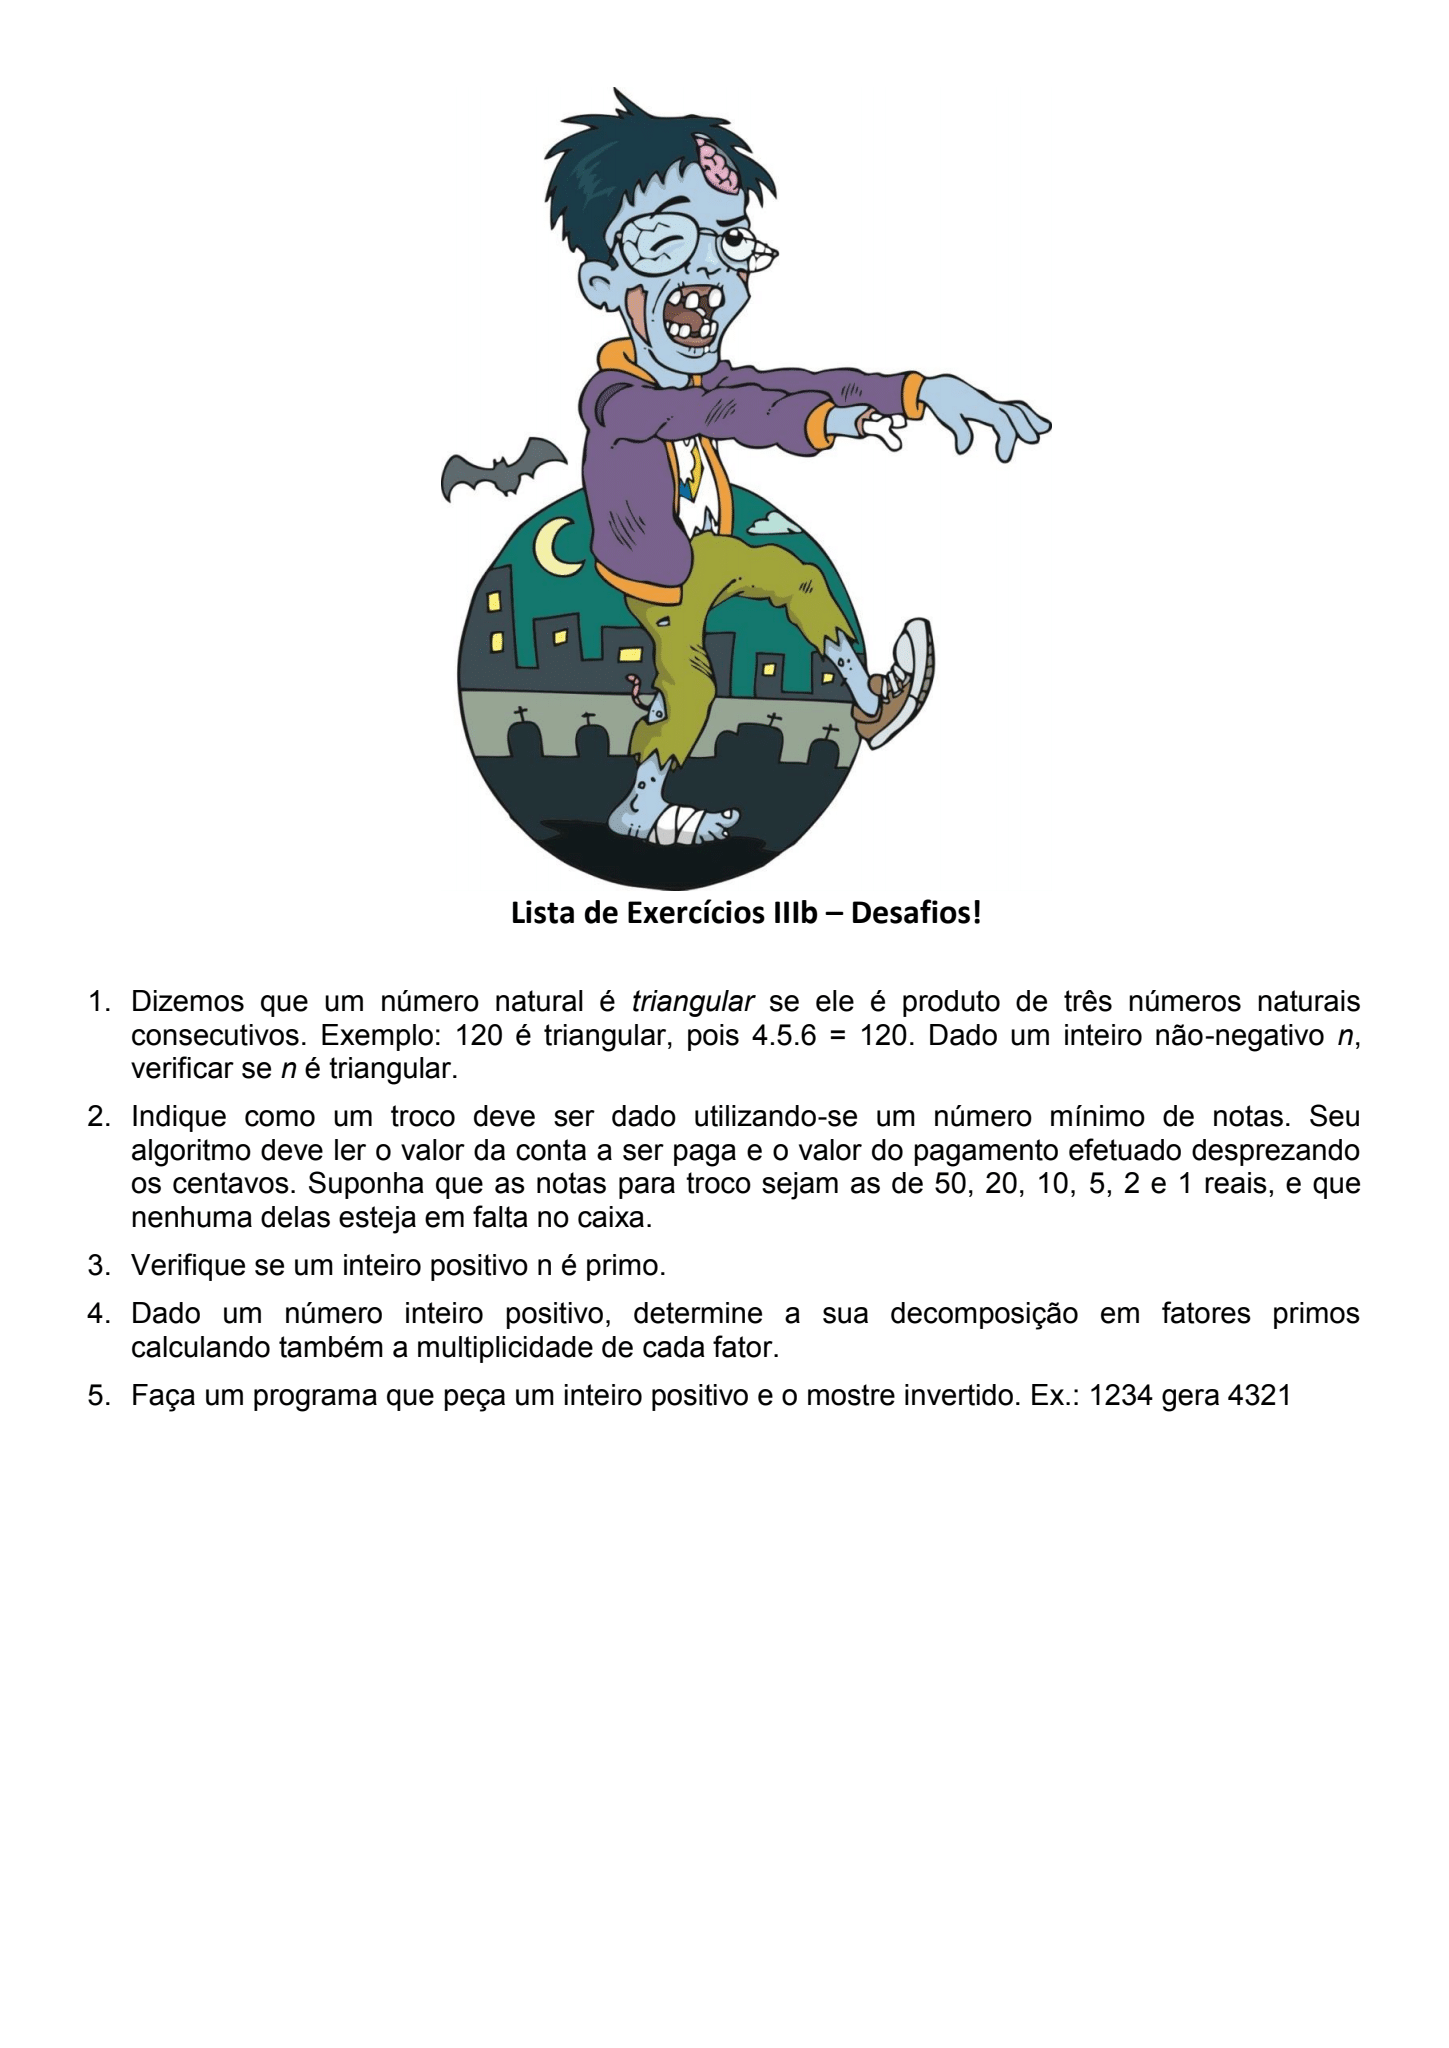 Lista de Exercícios IIIb – Desafios!
1. Dizemos que um número natural é triangular se ele é produto de três números naturais
consecutivos. Exemplo: 120 é triangular, pois 4.5.6 = 120. Dado um inteiro não-negativo n,
verificar se n é triangular.
2. Indique como um troco deve ser dado utilizando-se um número mínimo de notas. Seu
algoritmo deve ler o valor da conta a ser paga e o valor do pagamento efetuado desprezando
os centavos. Suponha que as notas para troco sejam as de 50, 20, 10, 5, 2 e 1 reais, e que
nenhuma delas esteja em falta no caixa.
3. Verifique se um inteiro positivo n é primo.
4. Dado um número inteiro positivo, determine a sua decomposição em fatores primos
calculando também a multiplicidade de cada fator.
5. Faça um programa que peça um inteiro positivo e o mostre invertido. Ex.: 1234 gera 4321